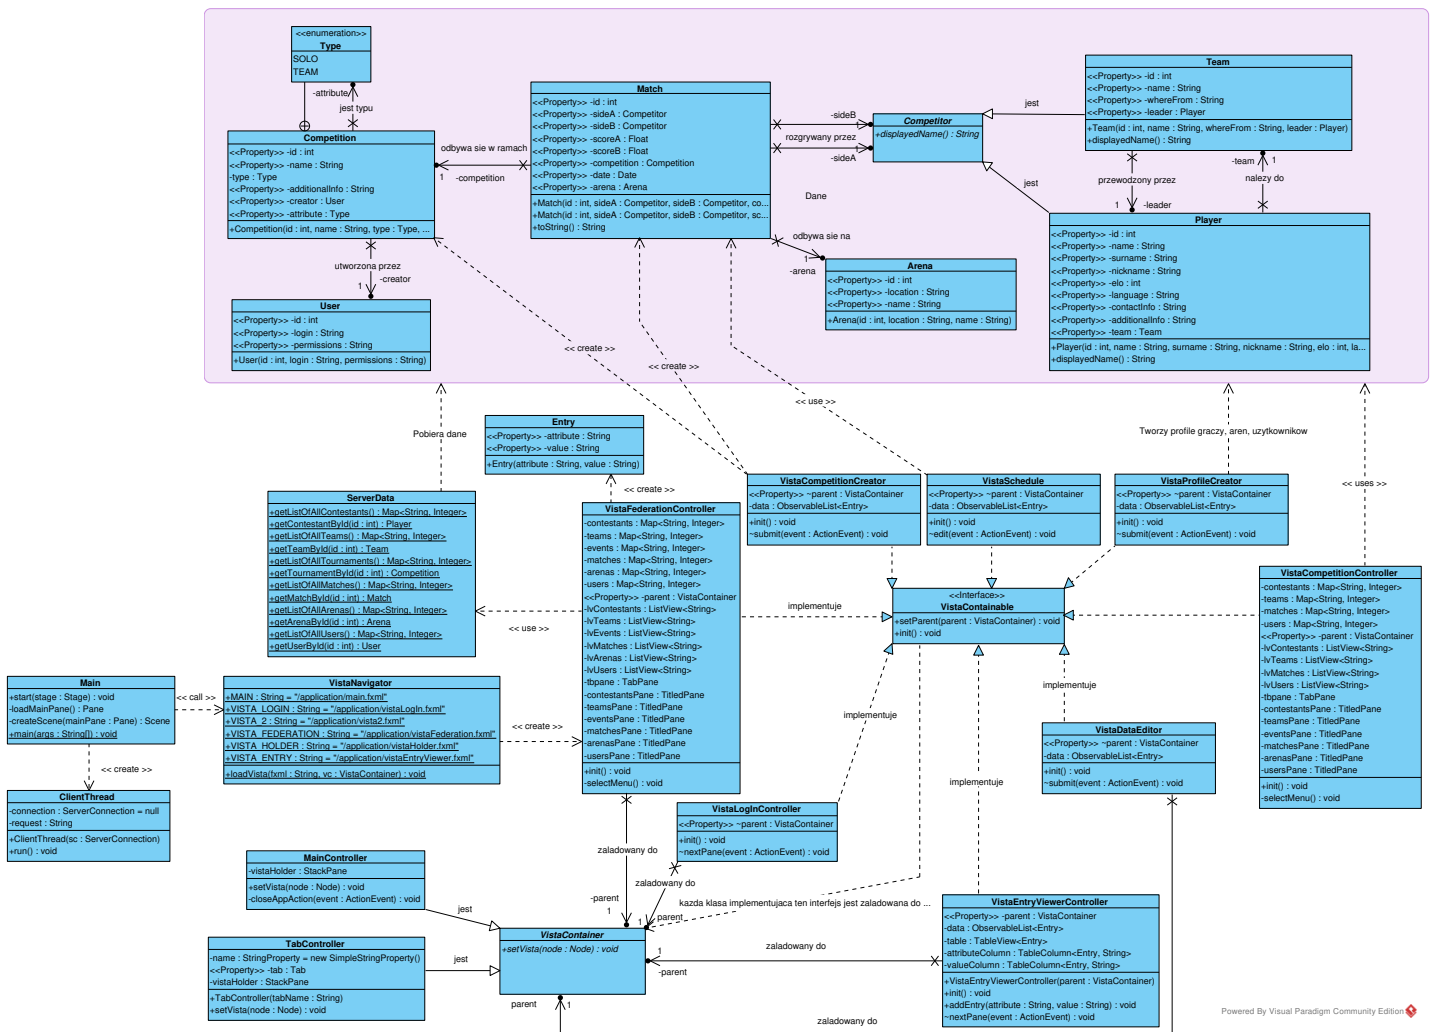 <<enumeration>>
Type
SOLO
TEAM
-attribute
jest typu
Competition
<<Property>> -id : int
<<Property>> -name : String
-type : Type
<<Property>> -additionalInfo : String
<<Property>> -creator : User
<<Property>> -attribute : Type
+Competition(id : int, name : String, type : Type, ...
odbywa sie w ramach
1
-competition
utworzona przez
-creator
1
User
<<Property>> -id : int
<<Property>> -login : String
<<Property>> -permissions : String
+User(id : int, login : String, permissions : String)
Match
<<Property>> -id : int
<<Property>> -sideA : Competitor
<<Property>> -sideB : Competitor
<<Property>> -scoreA : Float
<<Property>> -scoreB : Float
<<Property>> -competition : Competition
<<Property>> -date : Date
<<Property>> -arena : Arena
+Match(id : int, sideA : Competitor, sideB : Competitor, co...
+Match(id : int, sideA : Competitor, sideB : Competitor, sc...
+toString() : String
-sideB
rozgrywany przez
-sideA
Competitor
+displayedName() : String
Dane
odbywa sie na
1
-arena
Arena
<<Property>> -id : int
<<Property>> -location : String
<<Property>> -name : String
+Arena(id : int, location : String, name : String)
jest
jest
Team
<<Property>> -id : int
<<Property>> -name : String
<<Property>> -whereFrom : String
<<Property>> -leader : Player
+Team(id : int, name : String, whereFrom : String, leader : Player)
+displayedName() : String
-team
1
przewodzony przez
nalezy do
1
-leader
Player
<<Property>> -id : int
<<Property>> -name : String
<<Property>> -surname : String
<<Property>> -nickname : String
<<Property>> -elo : int
<<Property>> -language : String
<<Property>> -contactInfo : String
<<Property>> -additionalInfo : String
<<Property>> -team : Team
+Player(id : int, name : String, surname : String, nickname : String, elo : int, la...
+displayedName() : String
<< create >>
<< create >>
<< use >>
Pobiera dane
Tworzy profile graczy, aren, uzytkownikow
<< uses >>
Entry
<<Property>> -attribute : String
<<Property>> -value : String
+Entry(attribute : String, value : String)
<< create >>
ServerData
+getListOfAllContestants() : Map<String, Integer>
+getContestantById(id : int) : Player
+getListOfAllTeams() : Map<String, Integer>
+getTeamById(id : int) : Team
+getListOfAllTournaments() : Map<String, Integer>
+getTournamentById(id : int) : Competition
+getListOfAllMatches() : Map<String, Integer>
+getMatchById(id : int) : Match
+getListOfAllArenas() : Map<String, Integer>
+getArenaById(id : int) : Arena
+getListOfAllUsers() : Map<String, Integer>
+getUserById(id : int) : User
<< use >>
VistaFederationController
-contestants : Map<String, Integer>
-teams : Map<String, Integer>
-events : Map<String, Integer>
-matches : Map<String, Integer>
-arenas : Map<String, Integer>
-users : Map<String, Integer>
<<Property>> -parent : VistaContainer
-lvContestants : ListView<String>
-lvTeams : ListView<String>
-lvEvents : ListView<String>
-lvMatches : ListView<String>
-lvArenas : ListView<String>
-lvUsers : ListView<String>
-tbpane : TabPane
-contestantsPane : TitledPane
-teamsPane : TitledPane
-eventsPane : TitledPane
-matchesPane : TitledPane
-arenasPane : TitledPane
-usersPane : TitledPane
+init() : void
-selectMenu() : void
VistaCompetitionCreator
<<Property>> ~parent : VistaContainer
-data : ObservableList<Entry>
+init() : void
~submit(event : ActionEvent) : void
VistaSchedule
<<Property>> ~parent : VistaContainer
-data : ObservableList<Entry>
+init() : void
~edit(event : ActionEvent) : void
VistaProfileCreator
<<Property>> ~parent : VistaContainer
-data : ObservableList<Entry>
+init() : void
~submit(event : ActionEvent) : void
implementuje
<<Interface>>
VistaContainable
+setParent(parent : VistaContainer) : void
+init() : void
VistaCompetitionController
-contestants : Map<String, Integer>
-teams : Map<String, Integer>
-matches : Map<String, Integer>
-users : Map<String, Integer>
<<Property>> -parent : VistaContainer
-lvContestants : ListView<String>
-lvTeams : ListView<String>
-lvMatches : ListView<String>
-lvUsers : ListView<String>
-tbpane : TabPane
-contestantsPane : TitledPane
-teamsPane : TitledPane
-eventsPane : TitledPane
-matchesPane : TitledPane
-arenasPane : TitledPane
-usersPane : TitledPane
+init() : void
-selectMenu() : void
Main
+start(stage : Stage) : void
-loadMainPane() : Pane
-createScene(mainPane : Pane) : Scene
+main(args : String[]) : void
<< call >>
<< create >>
ClientThread
-connection : ServerConnection = null
-request : String
+ClientThread(sc : ServerConnection)
+run() : void
VistaNavigator
+MAIN : String = "/application/main.fxml"
+VISTA_LOGIN : String = "/application/vistaLogIn.fxml"
+VISTA_2 : String = "/application/vista2.fxml"
+VISTA_FEDERATION : String = "/application/vistaFederation.fxml"
+VISTA_HOLDER : String = "/application/vistaHolder.fxml"
+VISTA_ENTRY : String = "/application/vistaEntryViewer.fxml"
+loadVista(fxml : String, vc : VistaContainer) : void
<< create >>
implementuje
implementuje
implementuje
VistaDataEditor
<<Property>> ~parent : VistaContainer
-data : ObservableList<Entry>
+init() : void
~submit(event : ActionEvent) : void
VistaLogInController
<<Property>> ~parent : VistaContainer
+init() : void
~nextPane(event : ActionEvent) : void
zaladowany do
-parent
1
zaladowany do
1
parent
kazda klasa implementujaca ten interfejs jest zaladowana do ...
MainController
-vistaHolder : StackPane
+setVista(node : Node) : void
-closeAppAction(event : ActionEvent) : void
jest
TabController
-name : StringProperty = new SimpleStringProperty()
<<Property>> -tab : Tab
-vistaHolder : StackPane
+TabController(tabName : String)
+setVista(node : Node) : void
jest
VistaContainer
+setVista(node : Node) : void
parent
1
1
zaladowany do
-parent
VistaEntryViewerController
<<Property>> -parent : VistaContainer
-data : ObservableList<Entry>
-table : TableView<Entry>
-attributeColumn : TableColumn<Entry, String>
-valueColumn : TableColumn<Entry, String>
+VistaEntryViewerController(parent : VistaContainer)
+init() : void
+addEntry(attribute : String, value : String) : void
~nextPane(event : ActionEvent) : void
zaladowany do
Powered By Visual Paradigm Community Edition